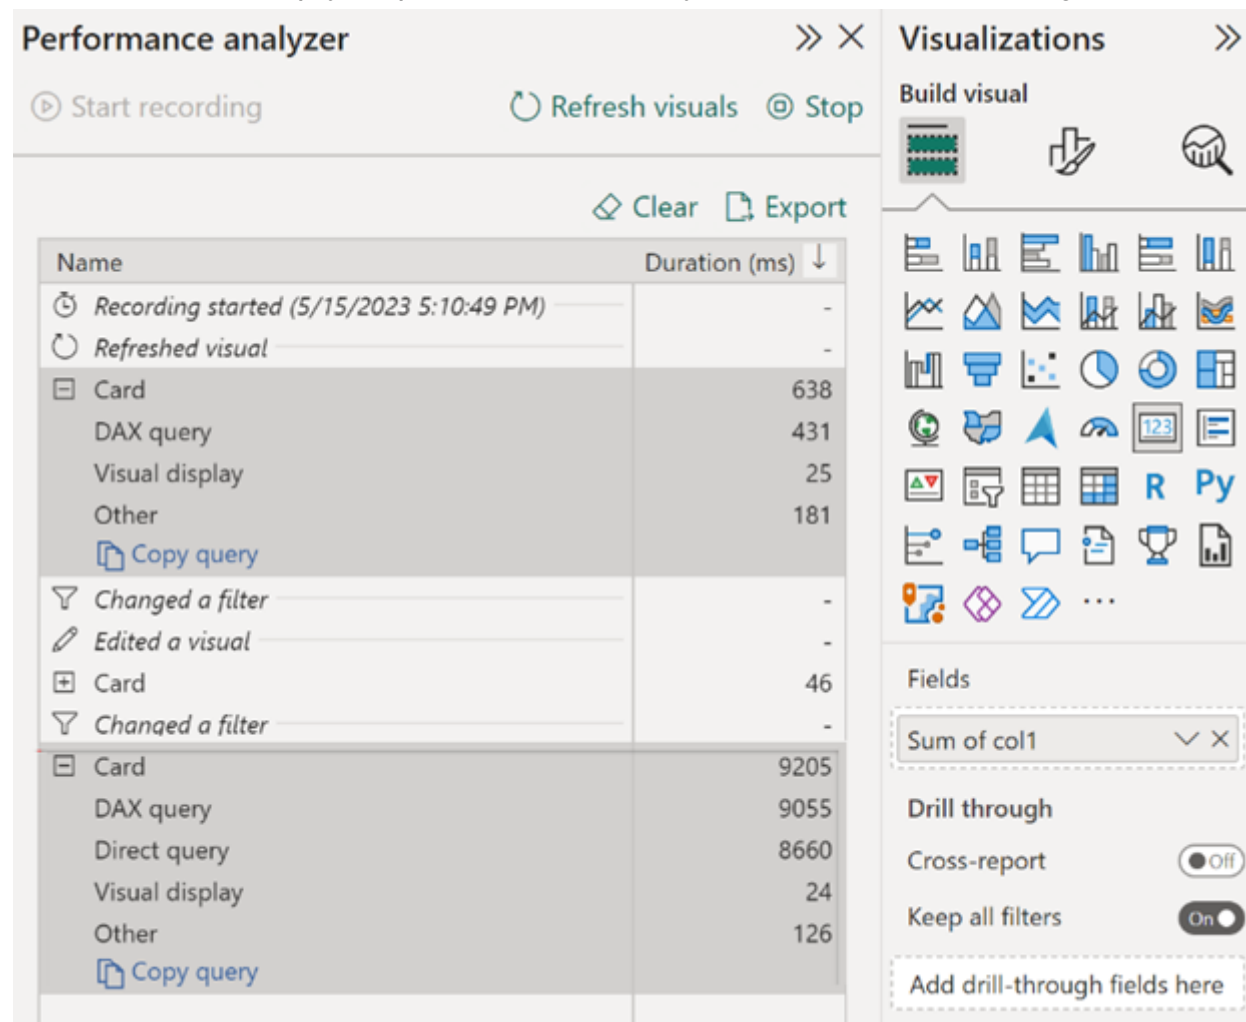 Performance analyzer
Start recording
Refresh visuals
Stop
Clear
Export
Name
Duration (ms)
Recording started (5/15/2023 5:10:49 PM)
-
Refreshed visual
-
Card
638
DAX query
431
Visual display
25
Other
181
Copy query
Changed a filter
-
Edited a visual
-
Card
46
Changed a filter
-
Card
9205
DAX query
9055
Direct query
8660
Visual display
24
Other
126
Copy query
Visualizations
Build visual
123
R
Py
...
Fields
Sum of col1
Drill through
Cross-report
Off
Keep all filters
On
Add drill-through fields here